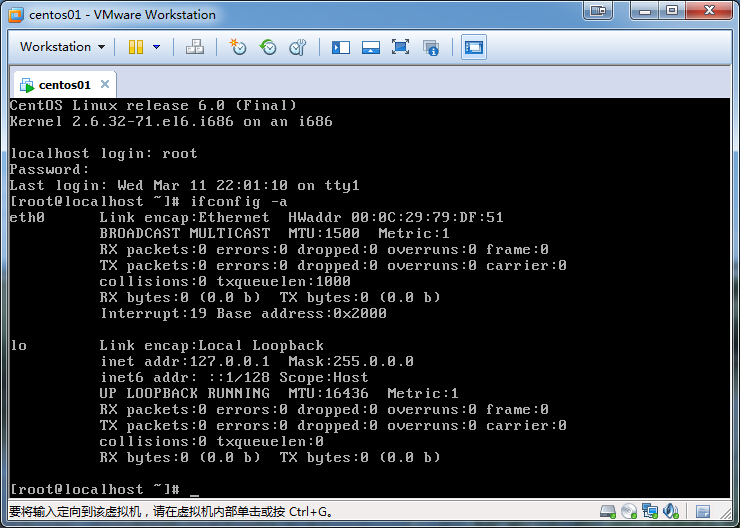 centos01 - VMware Workstation
Workstation
centos01
CentOS Linux release 6.0 (Final)
Kernel 2.6.32-71.el6.i686 on an i686
localhost login: root
Password:
Last login: Wed Mar 11 22:01:10 on tty1
[root@localhost ~]# ifconfig -a
eth0      Link encap:Ethernet  HWaddr 00:0C:29:79:DF:51
          BROADCAST MULTICAST  MTU:1500  Metric:1
          RX packets:0 errors:0 dropped:0 overruns:0 frame:0
          TX packets:0 errors:0 dropped:0 overruns:0 carrier:0
          collisions:0 txqueuelen:1000
          RX bytes:0 (0.0 b)  TX bytes:0 (0.0 b)
          Interrupt:19 Base address:0x2000
lo        Link encap:Local Loopback
          inet addr:127.0.0.1  Mask:255.0.0.0
          inet6 addr: ::1/128 Scope:Host
          UP LOOPBACK RUNNING  MTU:16436  Metric:1
          RX packets:0 errors:0 dropped:0 overruns:0 frame:0
          TX packets:0 errors:0 dropped:0 overruns:0 carrier:0
          collisions:0 txqueuelen:0
          RX bytes:0 (0.0 b)  TX bytes:0 (0.0 b)
[root@localhost ~]# _
要将输入定向到该虚拟机，请在虚拟机内部单击或按 Ctrl+G。